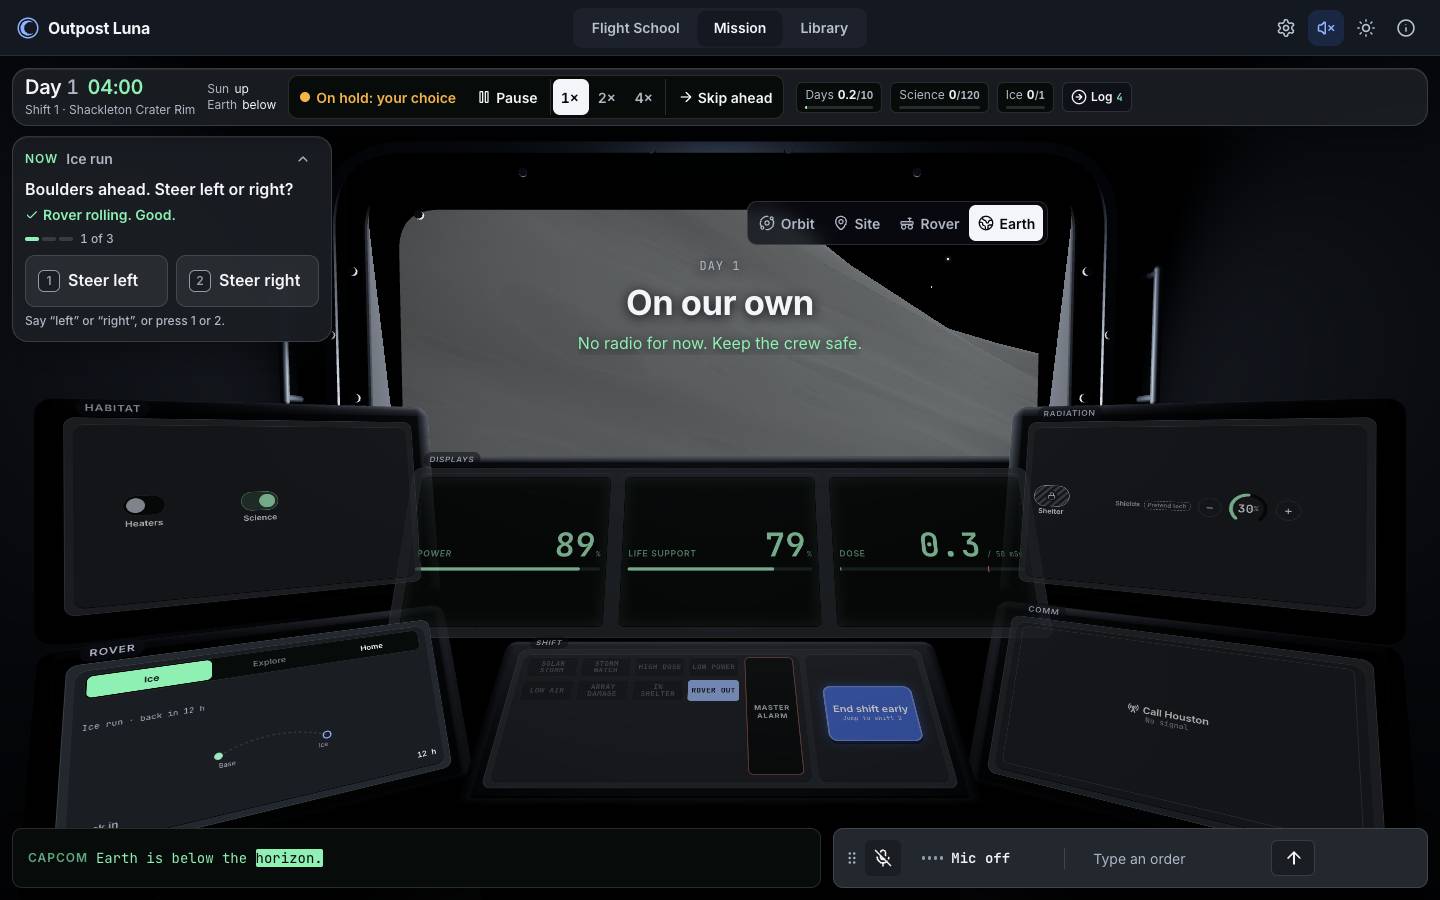 Outpost Luna
Flight School
Mission
Library
Day 1 04:00
Shift 1 · Shackleton Crater Rim
Sun up
Earth below
On hold: your choice
Pause
1×
2×
4×
Skip ahead
Days 0.2/10
Science 0/120
Ice 0/1
Log 4
NOW Ice run
Boulders ahead. Steer left or right?
Rover rolling. Good.
1 of 3
1 Steer left
2 Steer right
Say “left” or “right”, or press 1 or 2.
Orbit
Site
Rover
Earth
DAY 1
On our own
No radio for now. Keep the crew safe.
HABITAT
Heaters
Science
DISPLAYS
POWER 89%
LIFE SUPPORT 79%
DOSE 0.3 / 50 mS
RADIATION
Shelter
Shields
Pretend tech
−
30%
+
ROVER
Ice
Explore
Home
Ice run · back in 12 h
Base
Ice
12 h
SHIFT
SOLAR STORM
STORM WATCH
HIGH DOSE
LOW POWER
LOW AIR
ARRAY DAMAGE
IN SHELTER
ROVER OUT
MASTER ALARM
End shift early
Jump to shift 2
COMM
Call Houston
No signal
CAPCOM Earth is below the horizon.
Mic off
Type an order